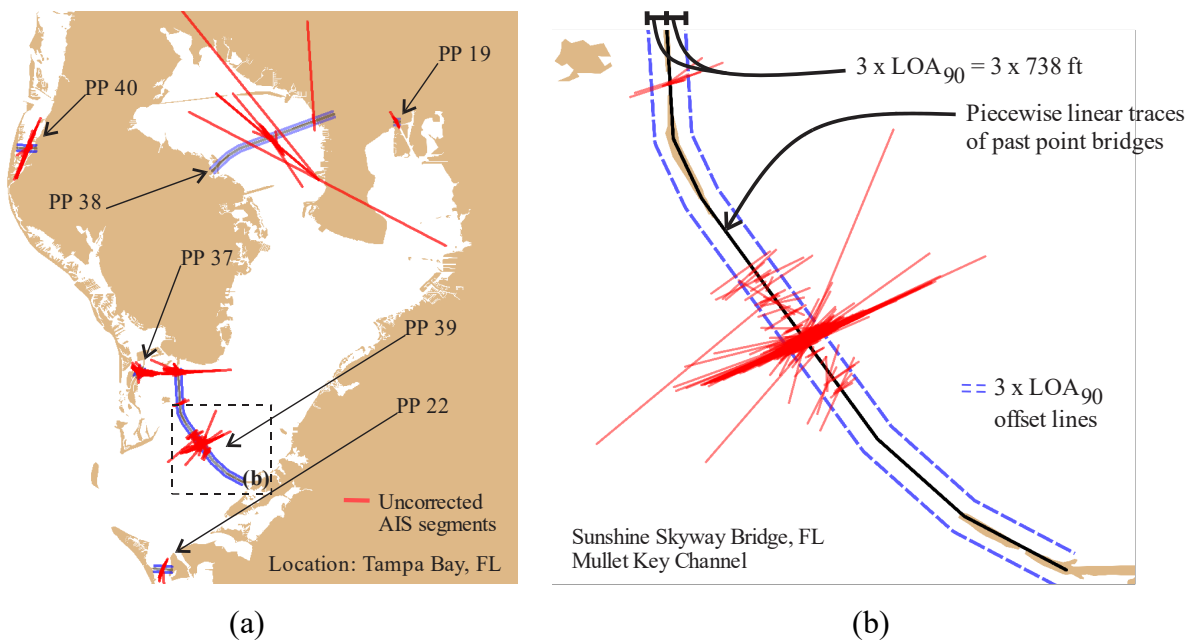 PP 19
PP 40
PP 38
PP 37
PP 39
PP 22
(b)
Uncorrected
AIS segments
Location: Tampa Bay, FL
(a)
3 x LOA90 = 3 x 738 ft
Piecewise linear traces
of past point bridges
3 x LOA90
offset lines
Sunshine Skyway Bridge, FL
Mullet Key Channel
(b)